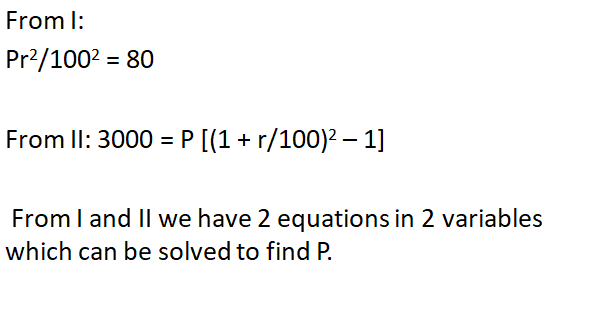 From I:
Pr²/100² = 80
From II: 3000 = P [(1 + r/100)² – 1]
From I and II we have 2 equations in 2 variables
which can be solved to find P.